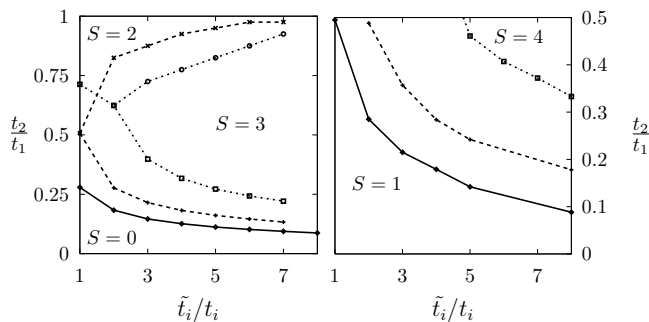 1
0.75
0.5
0.25
0
t₂/t₁
S = 2
S = 3
S = 0
1 3 5 7
t̃ᵢ/tᵢ
0.5
0.4
0.3
0.2
0.1
0
t₂/t₁
S = 4
S = 1
1 3 5 7
t̃ᵢ/tᵢ